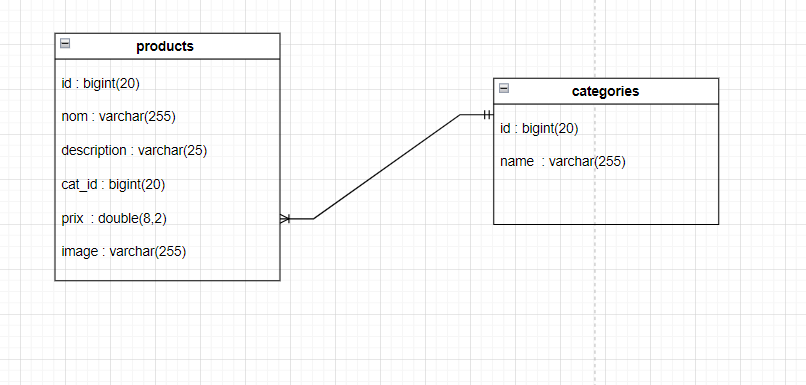 products
id : bigint(20)
nom : varchar(255)
description : varchar(25)
cat_id : bigint(20)
prix : double(8,2)
image : varchar(255)
categories
id : bigint(20)
name : varchar(255)